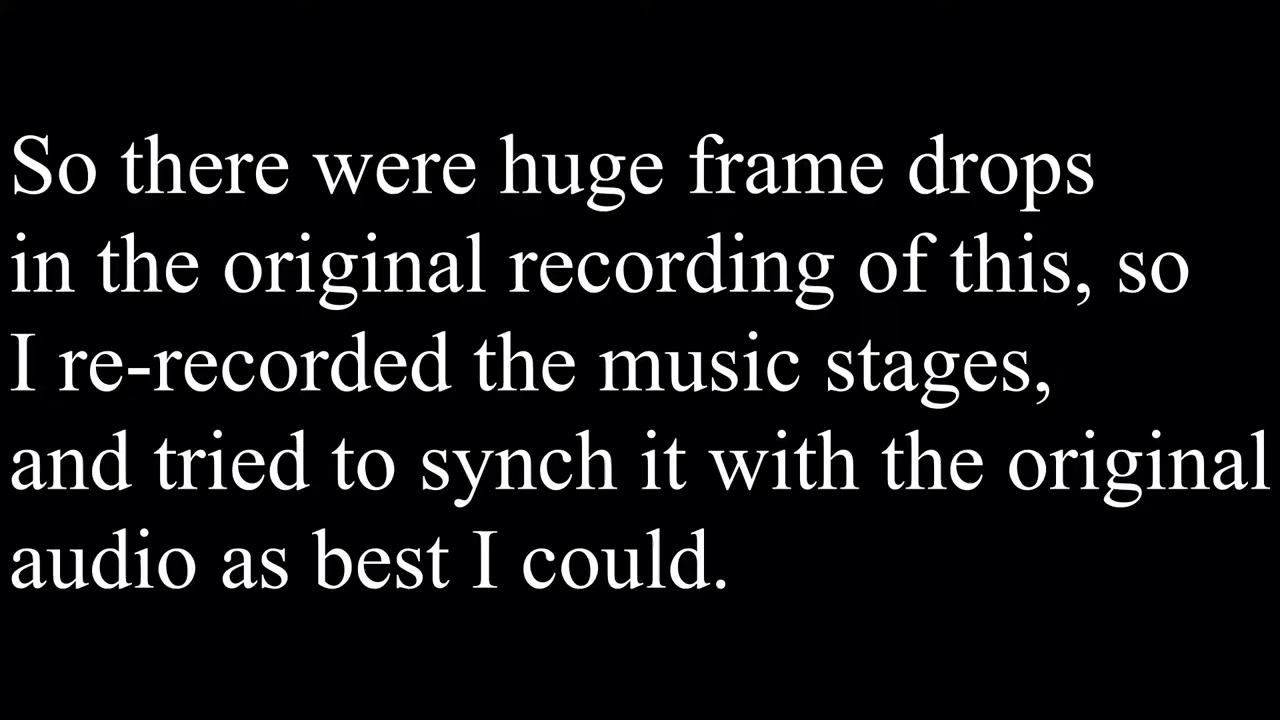 So there were huge frame drops
in the original recording of this, so
I re-recorded the music stages,
and tried to synch it with the original
audio as best I could.